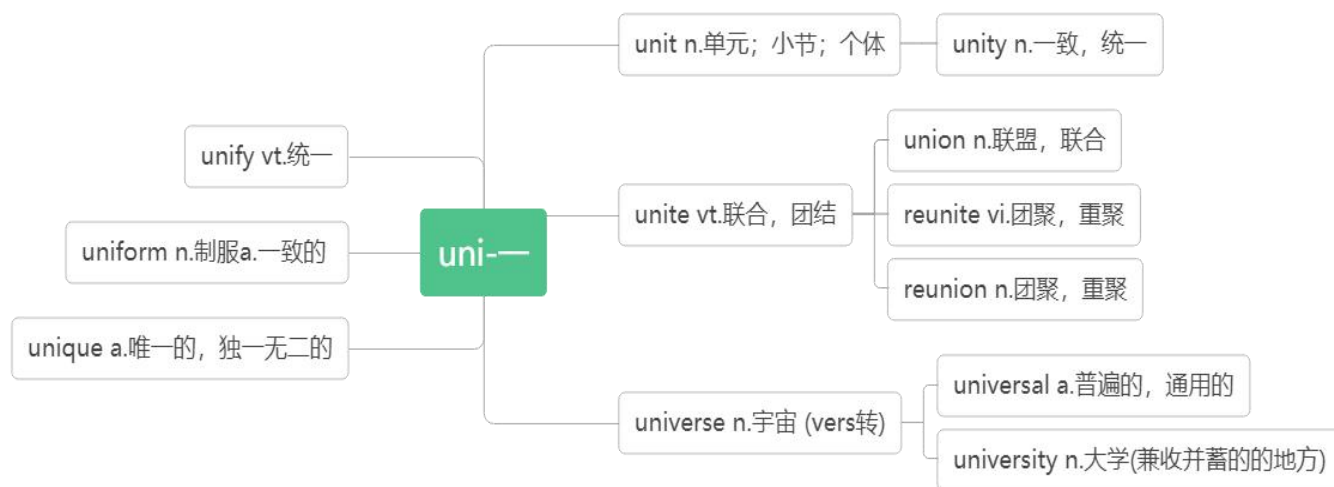 uni-一
unify vt.统一
uniform n.制服a.一致的
unique a.唯一的，独一无二的
unit n.单元；小节；个体
unity n.一致，统一
unite vt.联合，团结
union n.联盟，联合
reunite vi.团聚，重聚
reunion n.团聚，重聚
universe n.宇宙 (vers转)
universal a.普遍的，通用的
university n.大学(兼收并蓄的的地方)